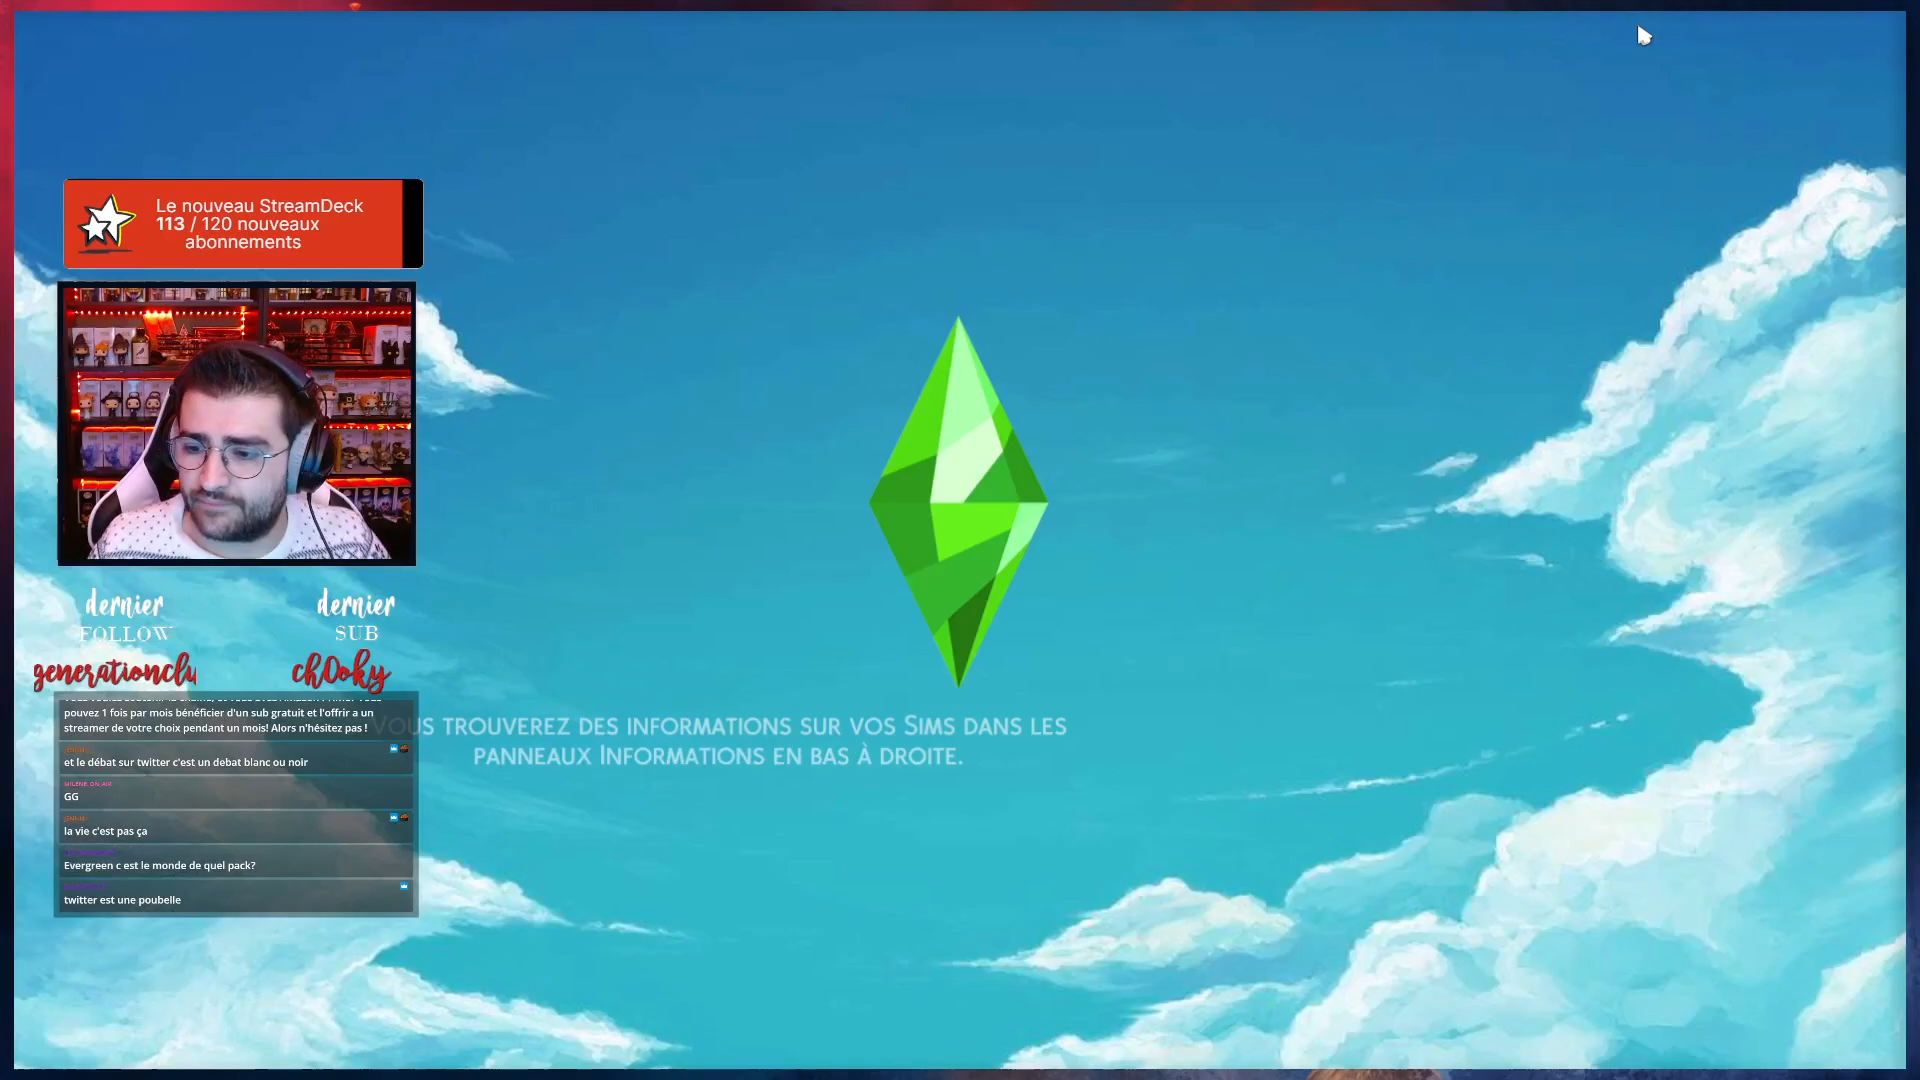 Le nouveau StreamDeck
113 / 120 nouveaux
abonnements
dernier
FOLLOW
generationclu
dernier
SUB
ch0oky
pouvez 1 fois par mois bénéficier d'un sub gratuit et l'offrir a un
streamer de votre choix pendant un mois! Alors n'hésitez pas !
et le débat sur twitter c'est un debat blanc ou noir
MILENE_ON_AIR
GG
la vie c'est pas ça
Evergreen c est le monde de quel pack?
twitter est une poubelle
Vous trouverez des informations sur vos Sims dans les
panneaux Informations en bas à droite.